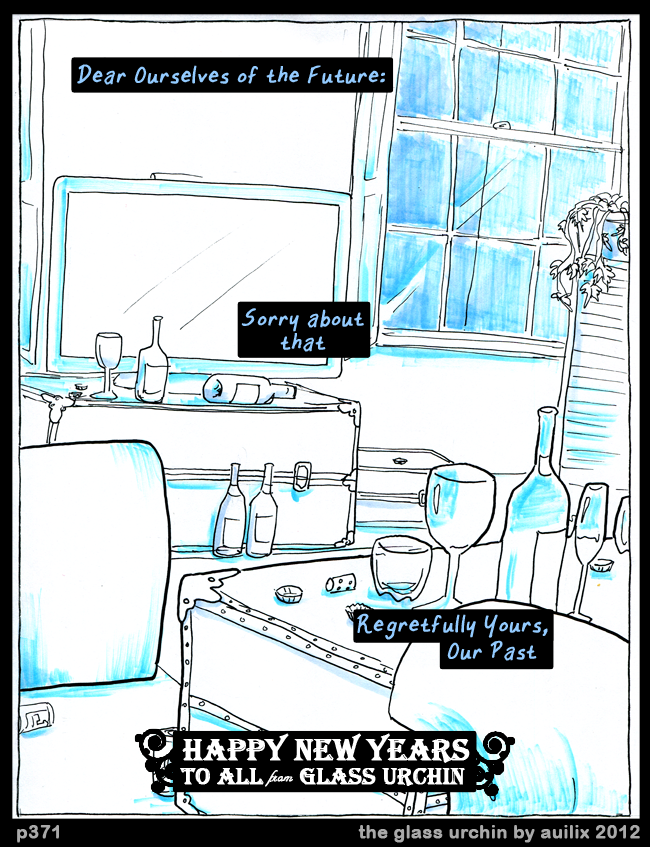 Dear Ourselves of the Future:
Sorry about
that
Regretfully Yours,
Our Past
HAPPY NEW YEARS
TO ALL from GLASS URCHIN
p371
the glass urchin by auilix 2012